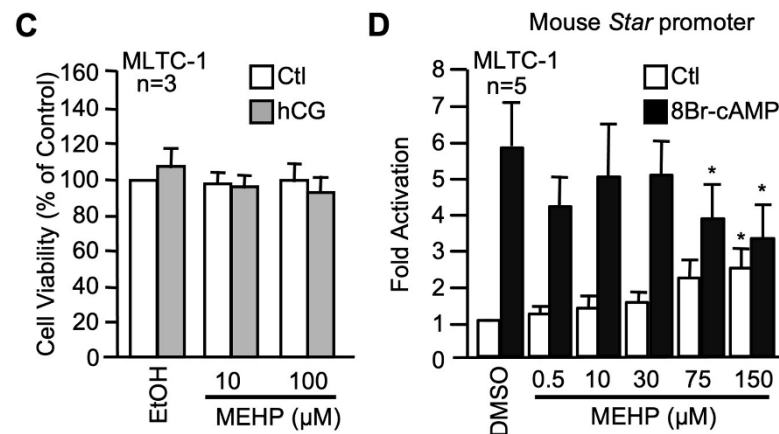 C
MLTC-1
n=3
Ctl
hCG
Cell Viability (% of Control)
160
140
120
100
80
60
40
20
0
EtOH
10
100
MEHP (µM)
D
Mouse Star promoter
MLTC-1
n=5
Ctl
8Br-cAMP
Fold Activation
8
7
6
5
4
3
2
1
0
*
*
*
DMSO
0.5
10
30
75
150
MEHP (µM)